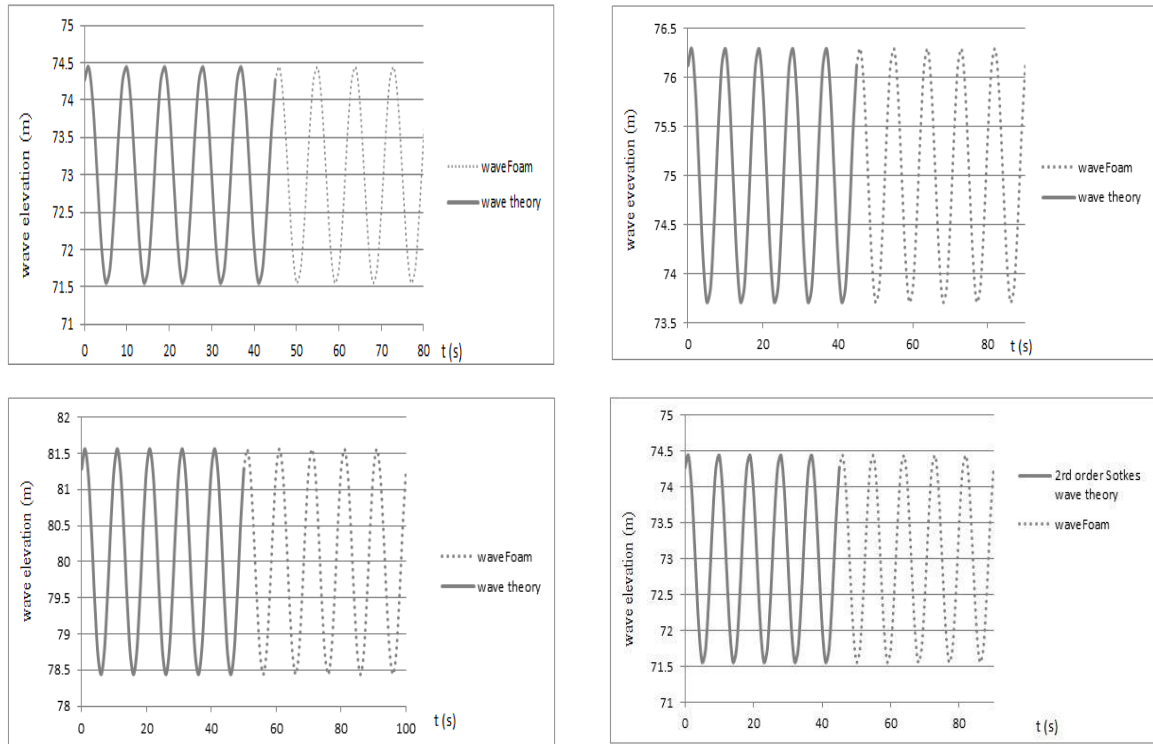 75
74.5
74
73.5
73
72.5
72
71.5
71
0 10 20 30 40 50 60 70 80
t (s)
wave elevation (m)
waveFoam
wave theory
76.5
76
75.5
75
74.5
74
73.5
0 20 40 60 80
t (s)
wave evevation (m)
waveFoam
wave theory
82
81.5
81
80.5
80
79.5
79
78.5
78
0 20 40 60 80 100
t (s)
wave elevation (m)
waveFoam
wave theory
75
74.5
74
73.5
73
72.5
72
71.5
71
0 20 40 60 80
t (s)
wave elevation (m)
2rd order Sotkes
wave theory
waveFoam